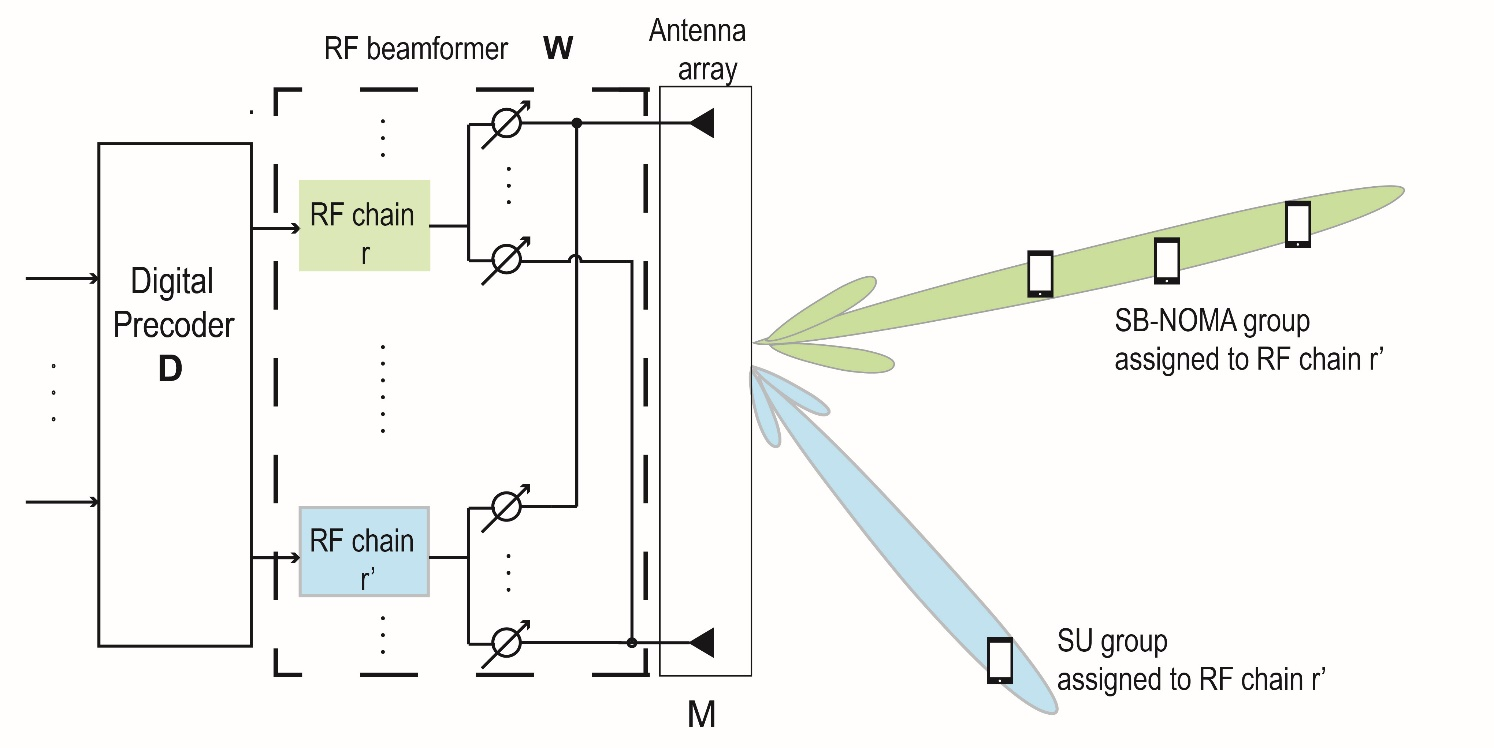 RF beamformer W
Antenna
array
RF chain
r
Digital
Precoder
D
SB-NOMA group
assigned to RF chain r’
RF chain
r’
SU group
assigned to RF chain r’
M